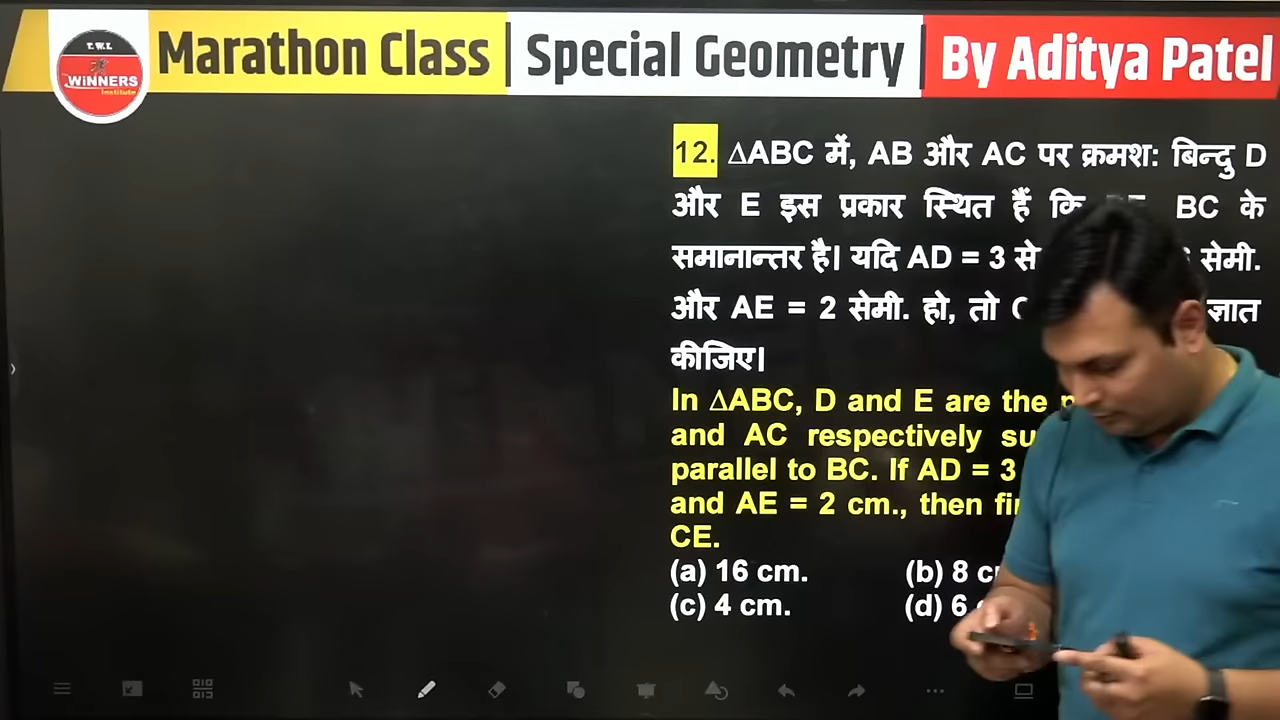 T.W.I.
WINNERS
Institute
Marathon Class | Special Geometry | By Aditya Patel
12. ∆ABC में, AB और AC पर क्रमश: बिन्दु D
और E इस प्रकार स्थित हैं कि BC के
समानान्तर है। यदि AD = 3 सेमी.
और AE = 2 सेमी. हो, तो ज्ञात
कीजिए।
In ∆ABC, D and E are the
and AC respectively
parallel to BC. If AD = 3
and AE = 2 cm., then
CE.
(a) 16 cm. (b) 8
(c) 4 cm. (d) 6